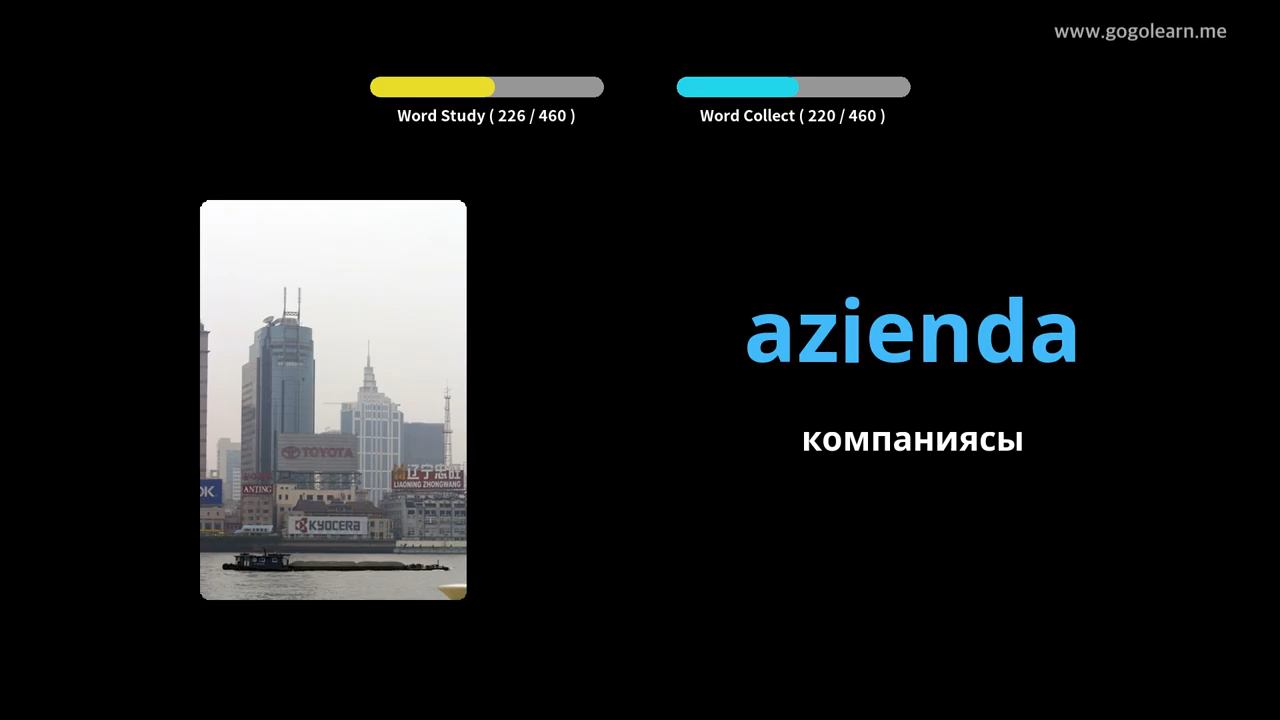 www.gogolearn.me
Word Study ( 226 / 460 )
Word Collect ( 220 / 460 )
azienda
компаниясы
TOYOTA
辽宁忠旺
LIAONING ZHONGWANG
ANTING
KYOCERA